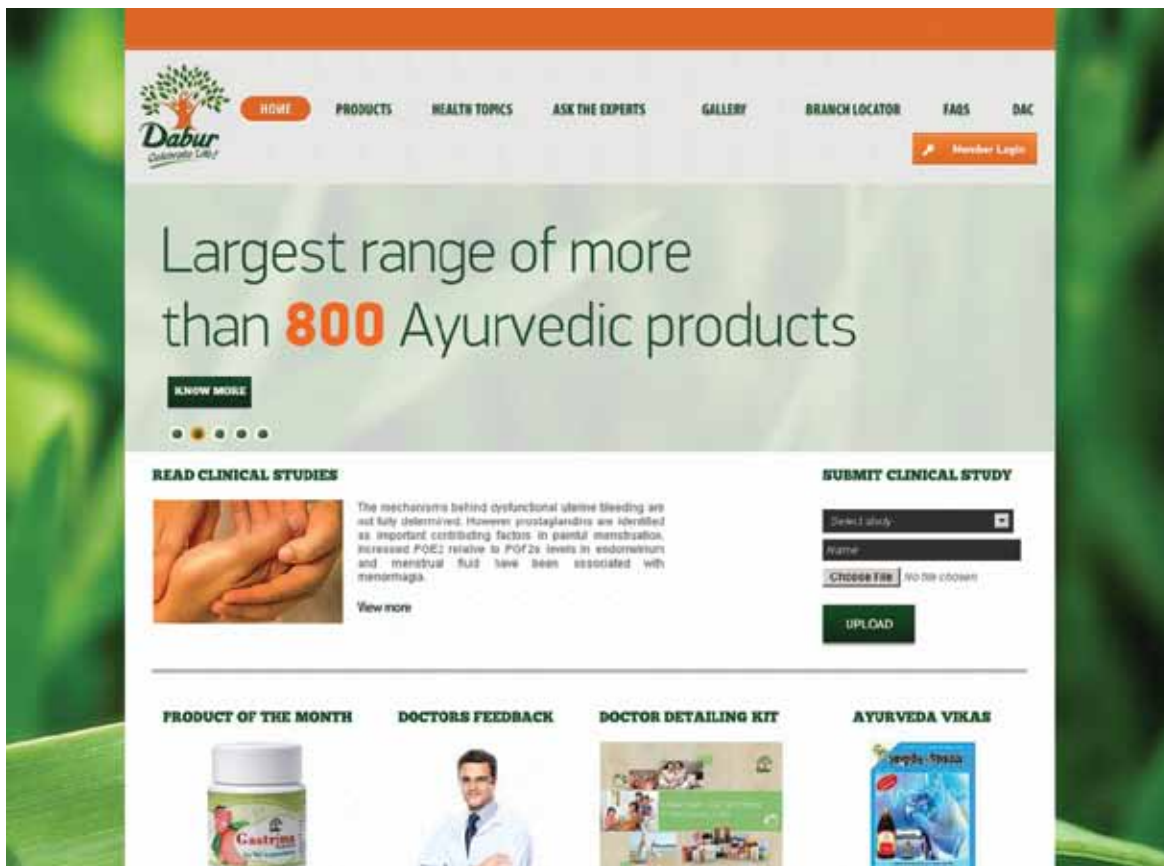 Dabur
Celebrate Life!
HOME
PRODUCTS
HEALTH TOPICS
ASK THE EXPERTS
GALLERY
BRANCH LOCATOR
FAQS
DAC
Member Login
Largest range of more
than 800 Ayurvedic products
KNOW MORE
READ CLINICAL STUDIES
The mechanisms behind dysfunctional uterine bleeding are
not fully determined. However prostaglandins are identified
as important contributing factors in painful menstruation,
increased PGE2 relative to PGF2a levels in
and menstrual fluid have been associated with
menorrhagia.
View more
SUBMIT CLINICAL STUDY
Select study
Name
Choose File No file chosen
UPLOAD
PRODUCT OF THE MONTH
DOCTORS FEEDBACK
DOCTOR DETAILING KIT
AYURVEDA VIKAS
Gastrina